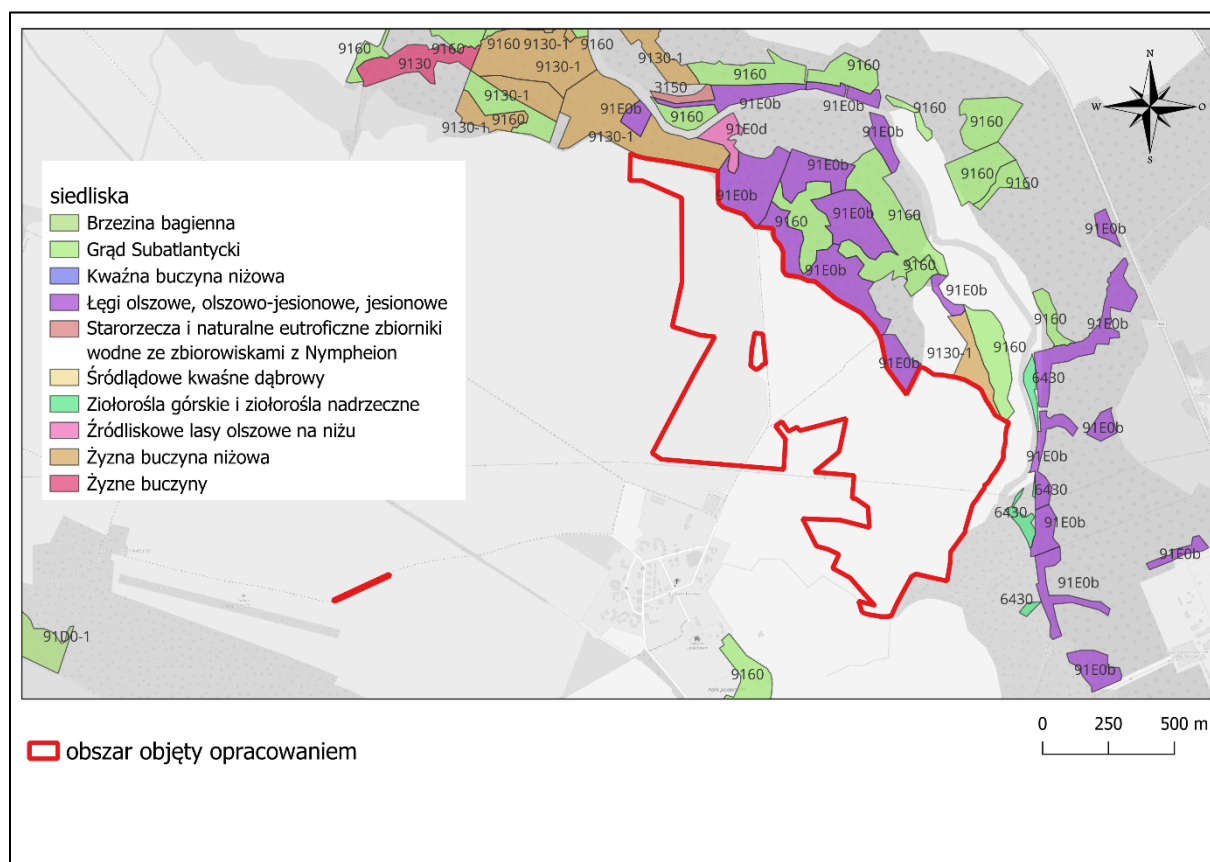 9160
9130
9160
9160
9130-1
9160
9130-1
9130-1
9160
9130-1
9130-1
91E0b
3150
9160
91E0d
9160
91E0b
91E0b
9160
91E0b
9160
9160
9160
91E0b
91E0b
9160
9160
91E0b
91E0b
9160
91E0b
91E0b
9130-1
9160
91E0b
9160
91E0b
6430
91E0b
91E0b
6430
6430
91E0b
91E0b
91E0b
6430
91D0-1
9160
91E0b
N
W
O
S
siedliska
Brzezina bagienna
Grąd Subatlantycki
Kwaźna buczyna niżowa
Łęgi olszowe, olszowo-jesionowe, jesionowe
Starorzecza i naturalne eutroficzne zbiorniki
wodne ze zbiorowiskami z Nympheion
Śródlądowe kwaśne dąbrowy
Ziołorośla górskie i ziołorośla nadrzeczne
Źródliskowe lasy olszowe na niżu
Żyzna buczyna niżowa
Żyzne buczyny
0 250 500 m
obszar objęty opracowaniem